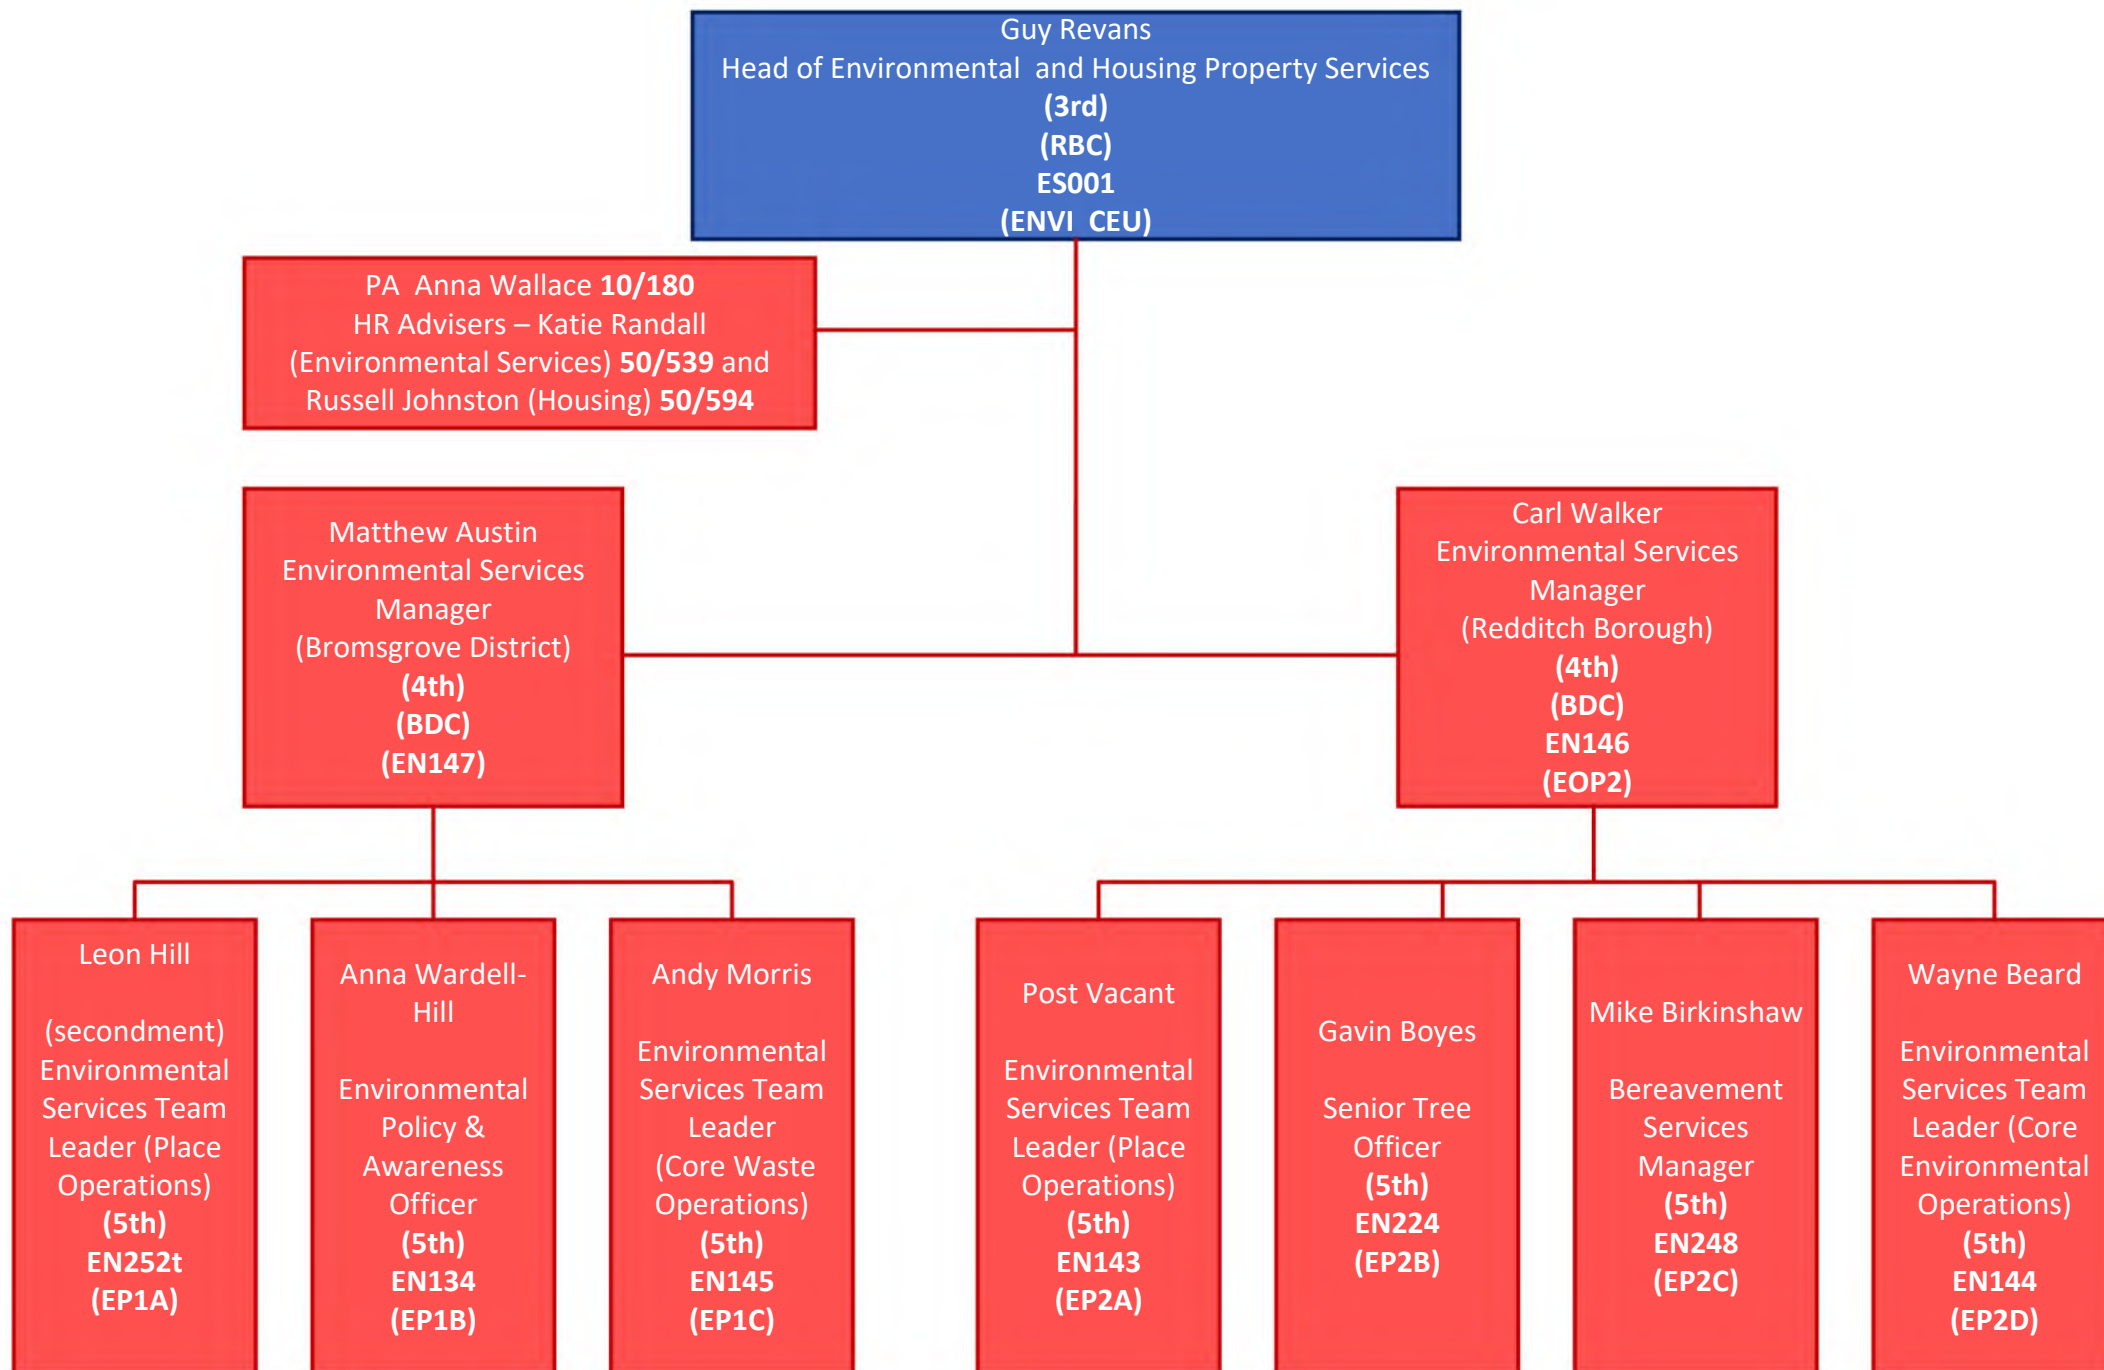 Guy Revans
Head of Environmental  and Housing Property Services
(3rd)
(RBC)
ES001
(ENVI  CEU)
PA  Anna Wallace 10/180
HR Advisers – Katie Randall
(Environmental Services) 50/539 and
Russell Johnston (Housing) 50/594
Matthew Austin
Environmental Services
Manager
(Bromsgrove District)
(4th)
(BDC)
(EN147)
Carl Walker
Environmental Services
Manager
(Redditch Borough)
(4th)
(BDC)
EN146
(EOP2)
Leon Hill
(secondment)
Environmental
Services Team
Leader (Place
Operations)
(5th)
EN252t
(EP1A)
Anna Wardell-
Hill
Environmental
Policy &
Awareness
Officer
(5th)
EN134
(EP1B)
Andy Morris
Environmental
Services Team
Leader
(Core Waste
Operations)
(5th)
EN145
(EP1C)
Post Vacant
Environmental
Services Team
Leader (Place
Operations)
(5th)
EN143
(EP2A)
Gavin Boyes
Senior Tree
Officer
(5th)
EN224
(EP2B)
Mike Birkinshaw
Bereavement
Services
Manager
(5th)
EN248
(EP2C)
Wayne Beard
Environmental
Services Team
Leader (Core
Environmental
Operations)
(5th)
EN144
(EP2D)